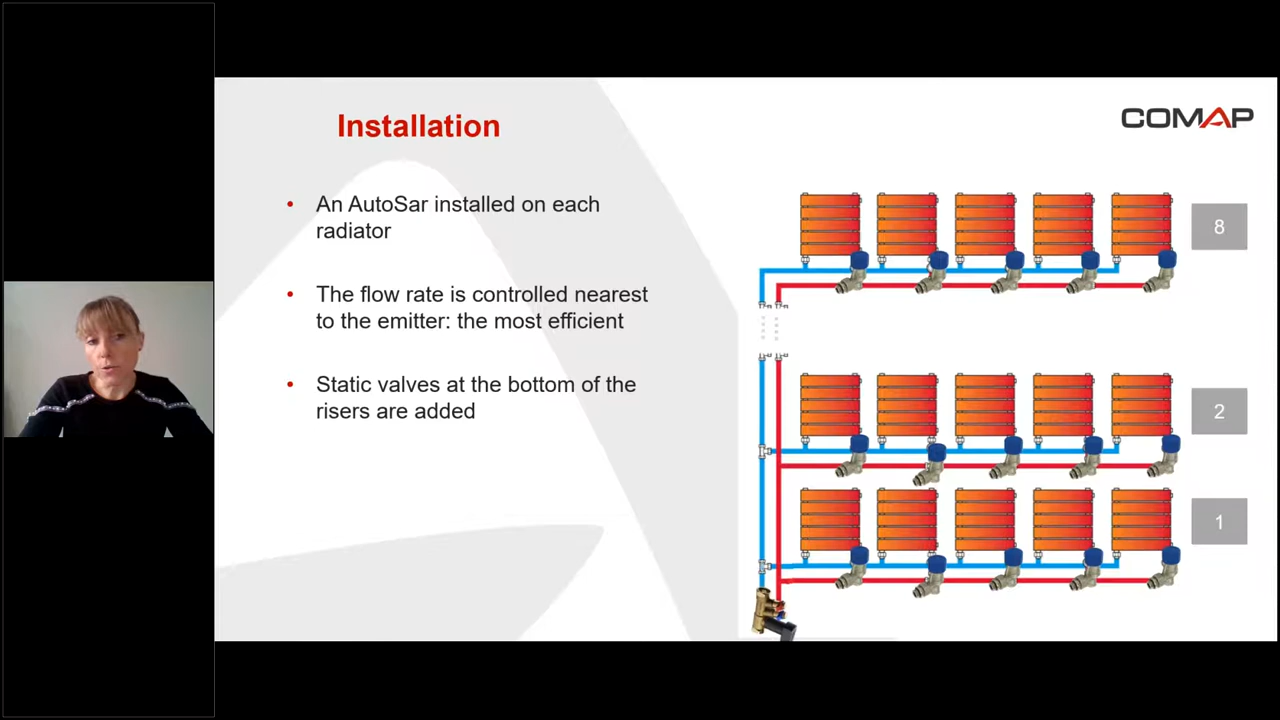 Installation
COMAP
• An AutoSar installed on each
radiator
• The flow rate is controlled nearest
to the emitter: the most efficient
• Static valves at the bottom of the
risers are added
8
2
1